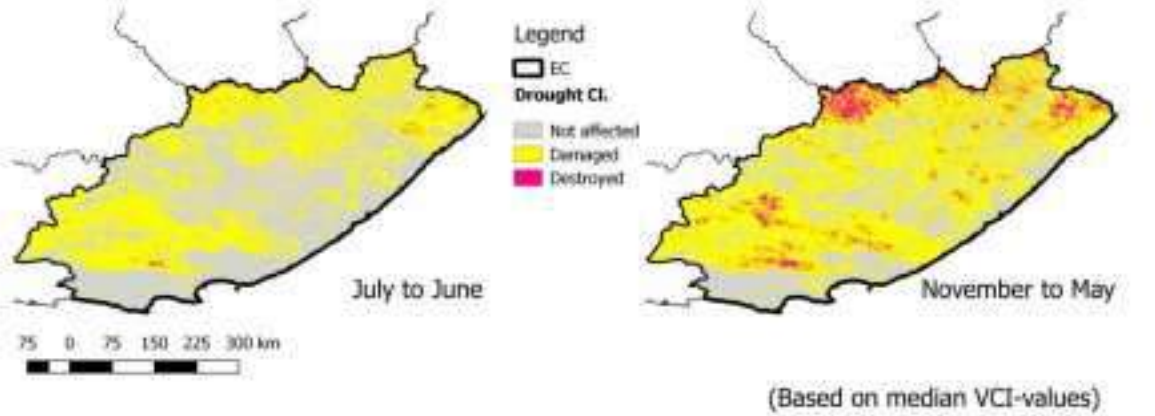 Legend
EC
Drought Cl.
Not affected
Damaged
Destroyed
July to June
November to May
75 0 75 150 225 300 km
(Based on median VCI-values)